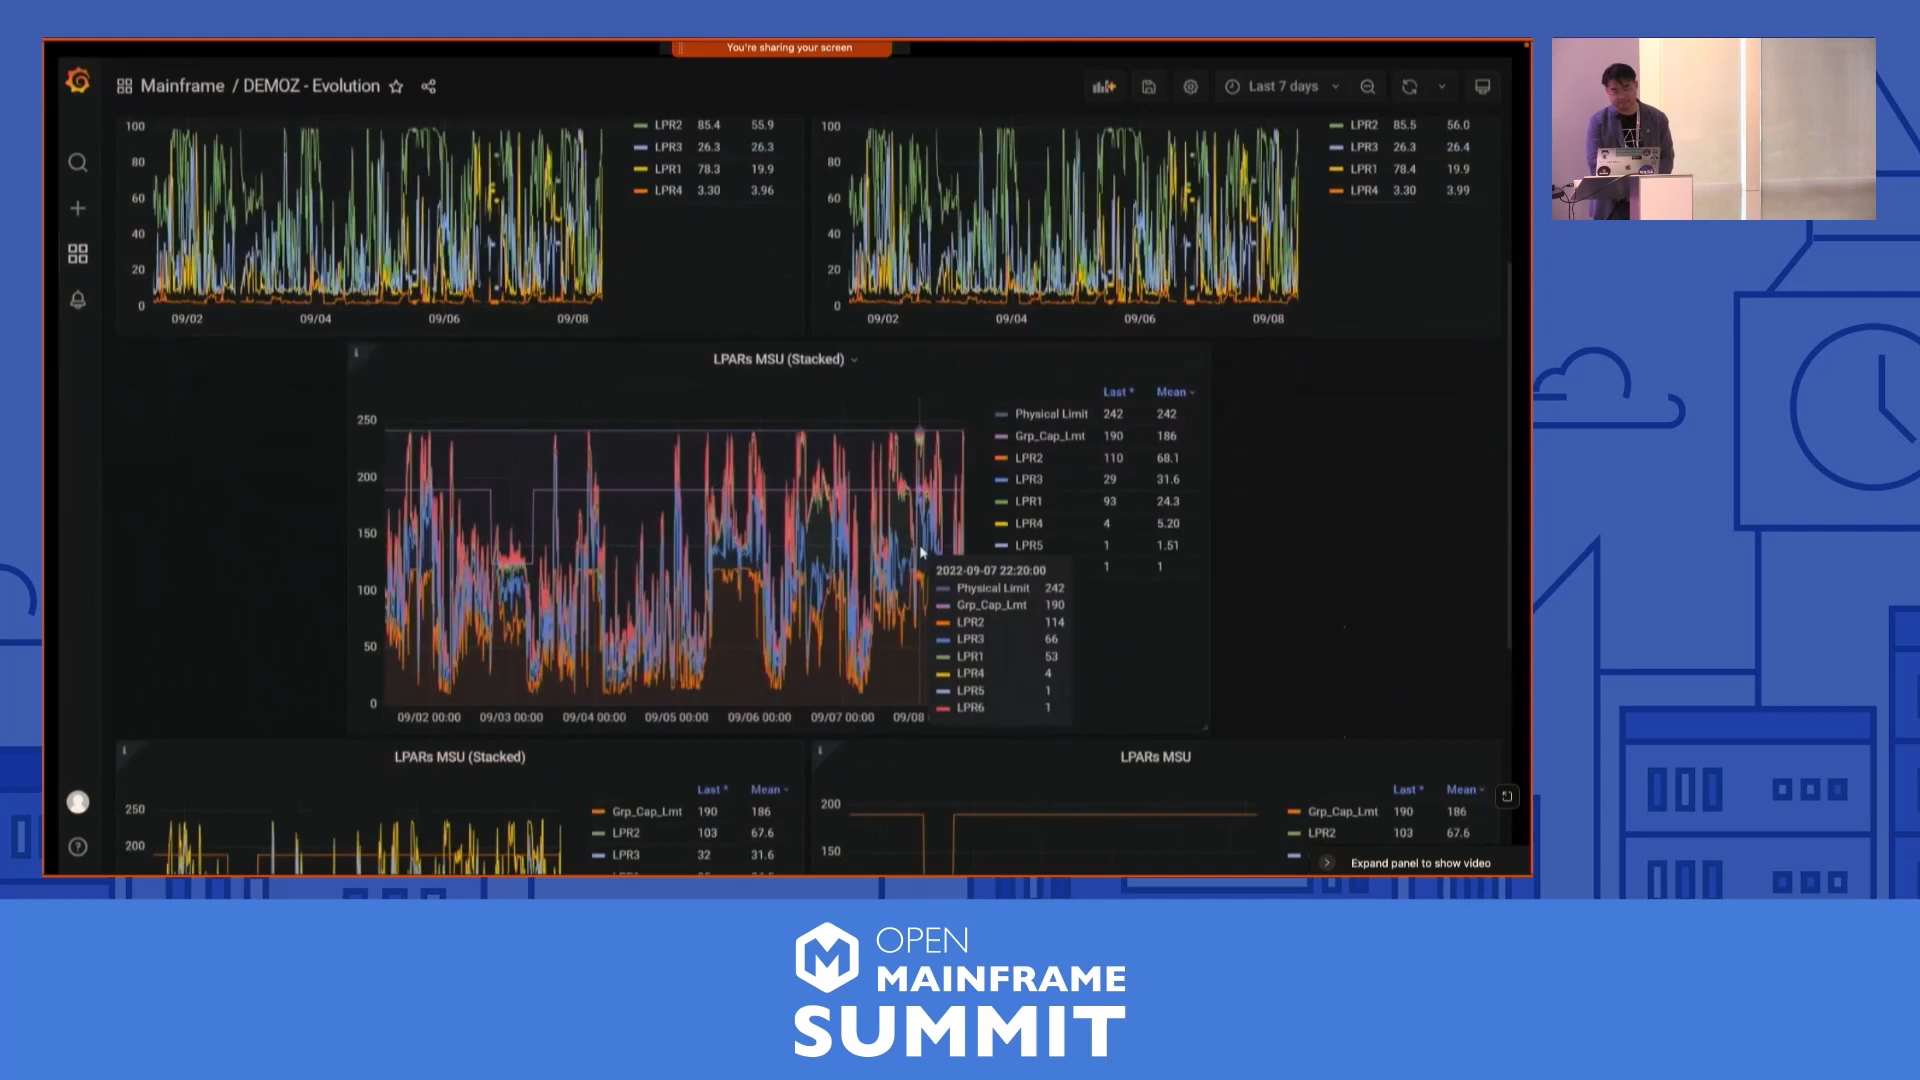 You're sharing your screen
Mainframe / DEMOZ - Evolution
Last 7 days
100
80
60
40
20
0
09/02 09/04 09/06 09/08
LPR2 85.4 55.9
LPR3 26.3 26.3
LPR1 78.3 19.9
LPR4 3.30 3.96
100
80
60
40
20
0
09/02 09/04 09/06 09/08
LPR2 85.5 56.0
LPR3 26.3 26.4
LPR1 78.4 19.9
LPR4 3.30 3.99
LPARs MSU (Stacked)
250
200
150
100
50
0
09/02 00:00 09/03 00:00 09/04 00:00 09/05 00:00 09/06 00:00 09/07 00:00 09/08
Last * Mean
Physical Limit 242 242
Grp_Cap_Lmt 190 186
LPR2 110 68.1
LPR3 29 31.6
LPR1 93 24.3
LPR4 4 5.20
LPR5 1 1.51
1 1
2022-09-07 22:20:00
Physical Limit 242
Grp_Cap_Lmt 190
LPR2 114
LPR3 66
LPR1 53
LPR4 4
LPR5 1
LPR6 1
LPARs MSU (Stacked)
250
200
Last * Mean
Grp_Cap_Lmt 190 186
LPR2 103 67.6
LPR3 32 31.6
LPARs MSU
200
150
Last * Mean
Grp_Cap_Lmt 190 186
LPR2 103 67.6
Expand panel to show video
OPEN
MAINFRAME
SUMMIT